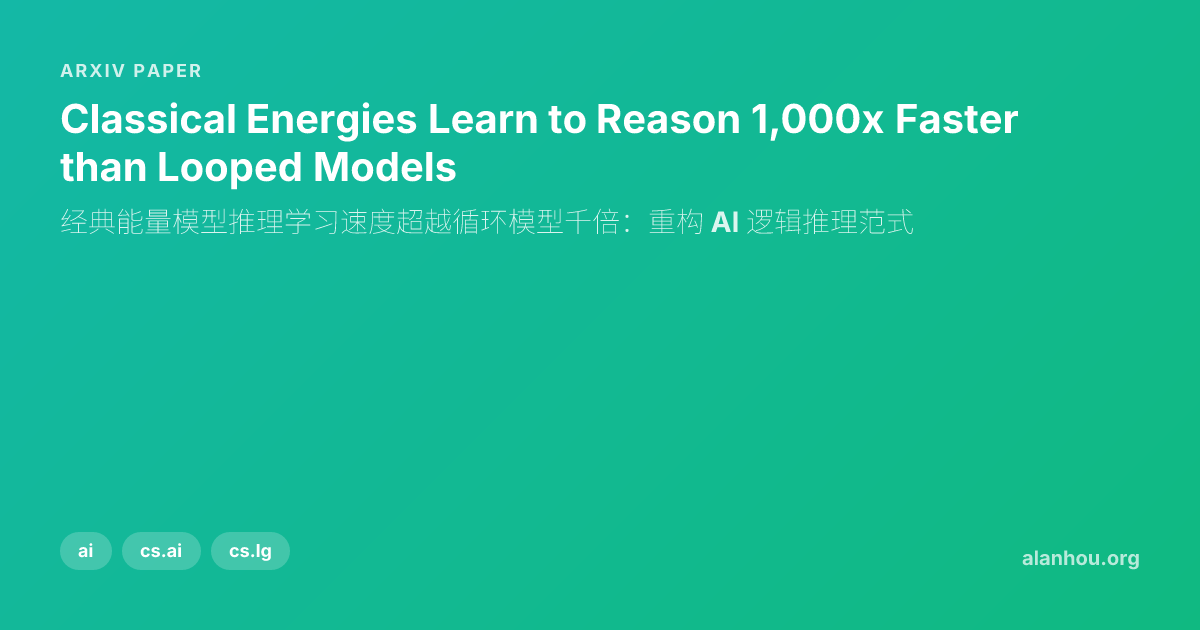 ARXIV PAPER
Classical Energies Learn to Reason 1,000x Faster
than Looped Models
经典能量模型推理学习速度超越循环模型千倍：重构 AI 逻辑推理范式
ai
cs.ai
cs.lg
alanhou.org